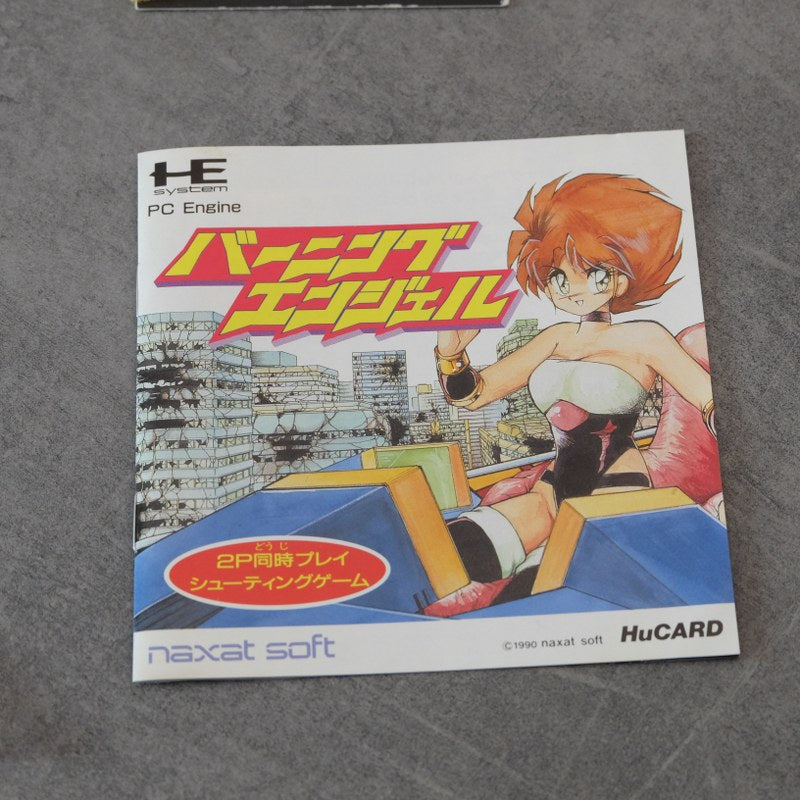 HE
system
PC Engine
バーニング
エンジェル
どうじ
2P同時プレイ
シューティングゲーム
naxat soft
©1990 naxat soft
HuCARD